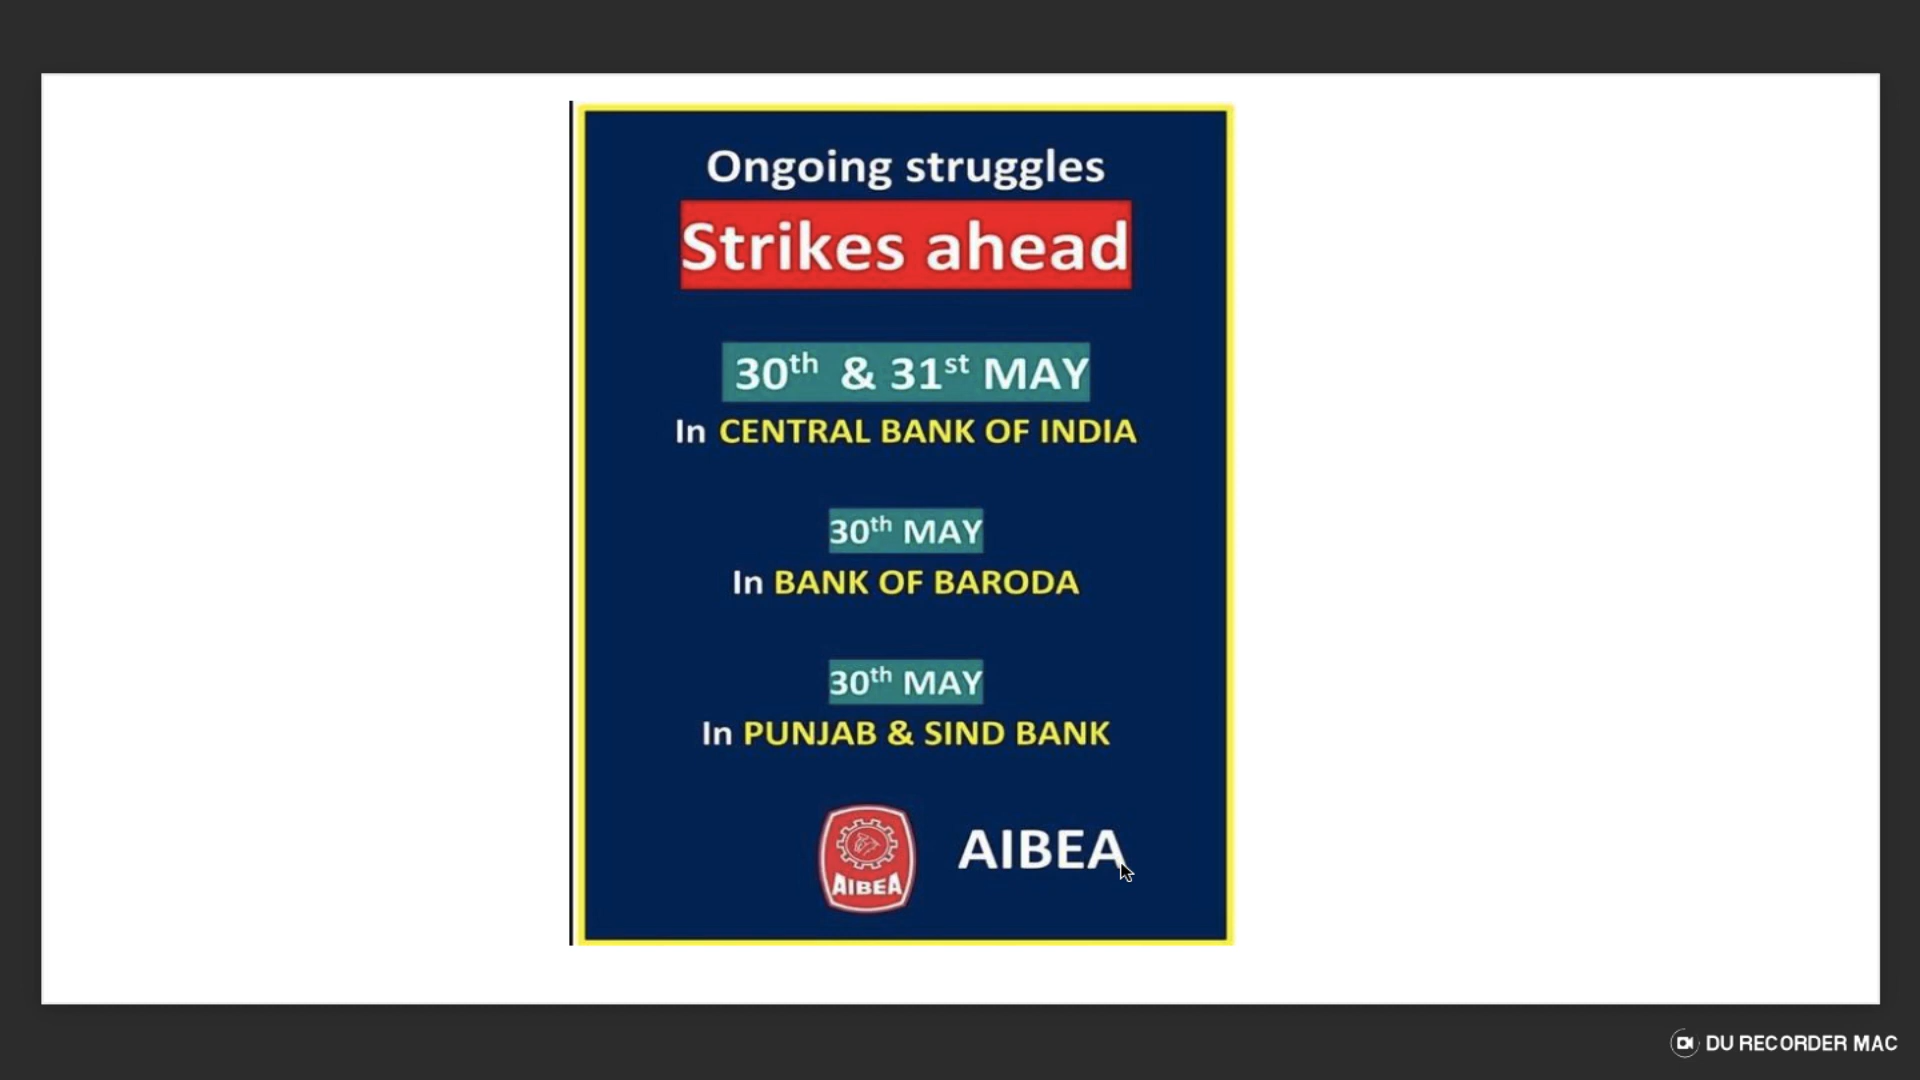 Ongoing struggles
Strikes ahead
30th & 31st MAY
In CENTRAL BANK OF INDIA
30th MAY
In BANK OF BARODA
30th MAY
In PUNJAB & SIND BANK
AIBEA
AIBEA
DU RECORDER MAC